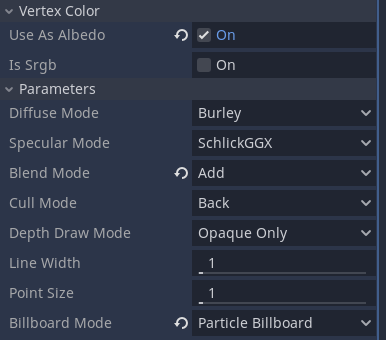 Vertex Color
Use As Albedo On
Is Srgb On
Parameters
Diffuse Mode Burley
Specular Mode SchlickGGX
Blend Mode Add
Cull Mode Back
Depth Draw Mode Opaque Only
Line Width 1
Point Size 1
Billboard Mode Particle Billboard